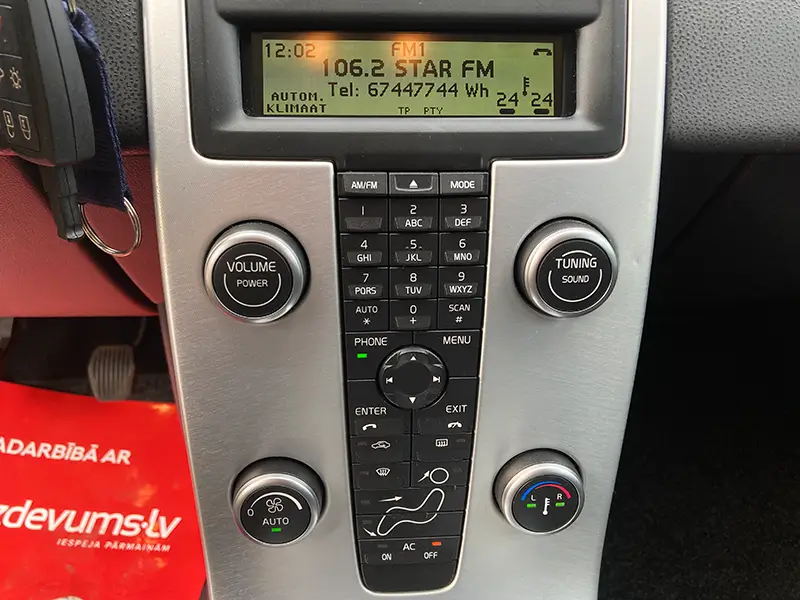 12:02 FM1
106.2 STAR FM
Tel: 67447744 Wh
AUTOM.
KLIMAAT
24 24
TP PTY
AM/FM
MODE
1
2
ABC
3
DEF
4
GHI
5
JKL
6
MNO
7
PQRS
8
TUV
9
WXYZ
AUTO
*
0
+
SCAN
#
VOLUME
POWER
TUNING
SOUND
PHONE
MENU
ENTER
EXIT
0
AUTO
L R
AC
ON
OFF
ADARBĪBĀ AR
zdevums.lv
IESPĒJA PĀRMAIŅĀM